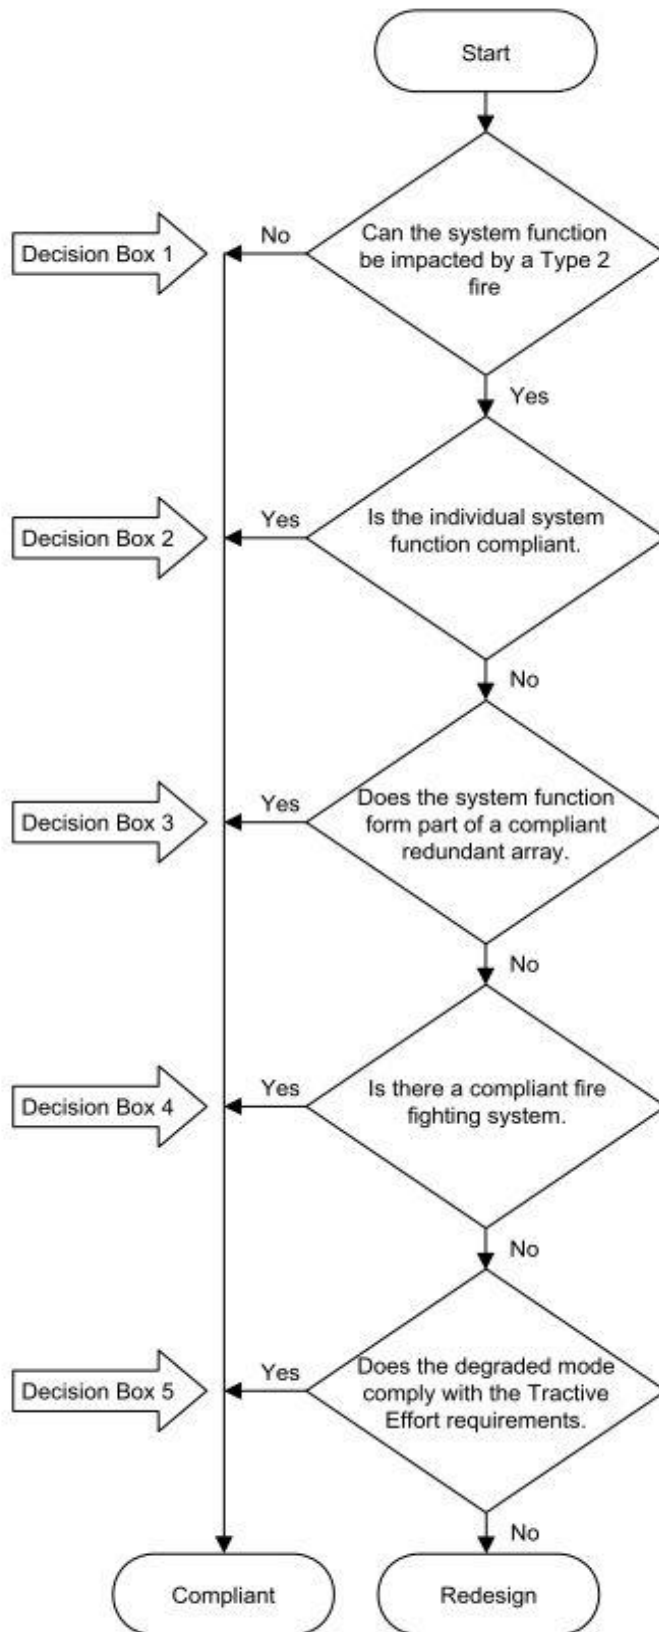 Start
Decision Box 1
No
Can the system function
be impacted by a Type 2
fire
Yes
Decision Box 2
Yes
Is the individual system
function compliant.
No
Decision Box 3
Yes
Does the system function
form part of a compliant
redundant array.
No
Decision Box 4
Yes
Is there a compliant fire
fighting system.
No
Decision Box 5
Yes
Does the degraded mode
comply with the Tractive
Effort requirements.
No
Compliant
Redesign